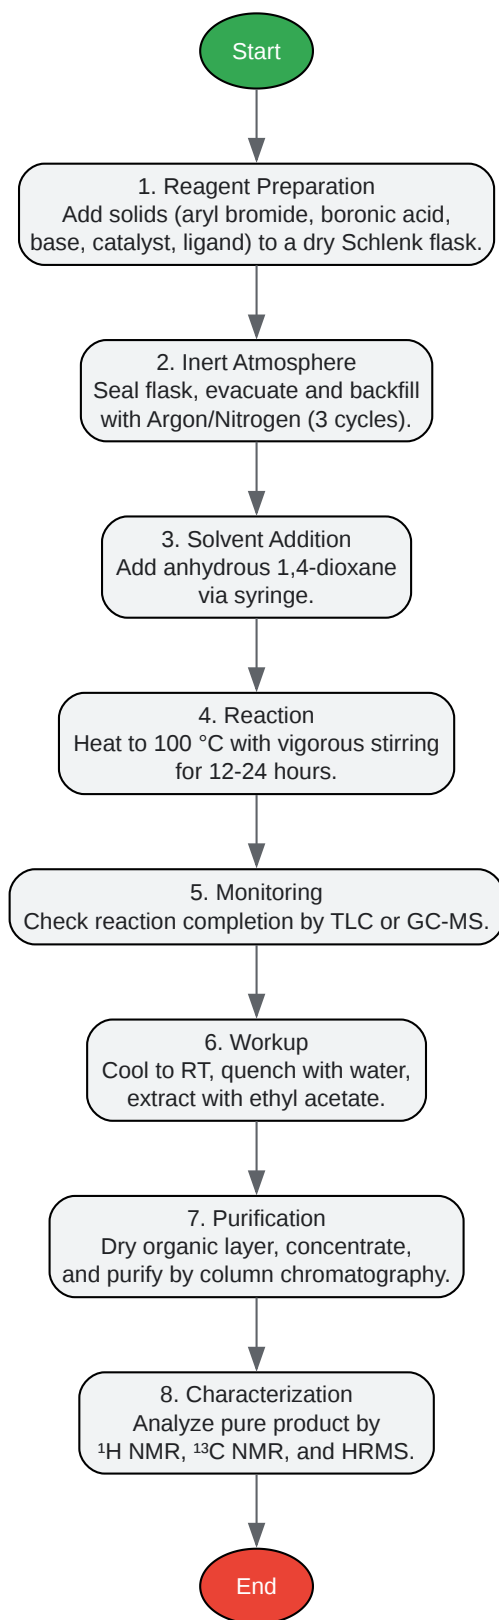 Start
1. Reagent Preparation
Add solids (aryl bromide, boronic acid,
base, catalyst, ligand) to a dry Schlenk flask.
2. Inert Atmosphere
Seal flask, evacuate and backfill
with Argon/Nitrogen (3 cycles).
3. Solvent Addition
Add anhydrous 1,4-dioxane
via syringe.
4. Reaction
Heat to 100 °C with vigorous stirring
for 12-24 hours.
5. Monitoring
Check reaction completion by TLC or GC-MS.
6. Workup
Cool to RT, quench with water,
extract with ethyl acetate.
7. Purification
Dry organic layer, concentrate,
and purify by column chromatography.
8. Characterization
Analyze pure product by
¹H NMR, ¹³C NMR, and HRMS.
End